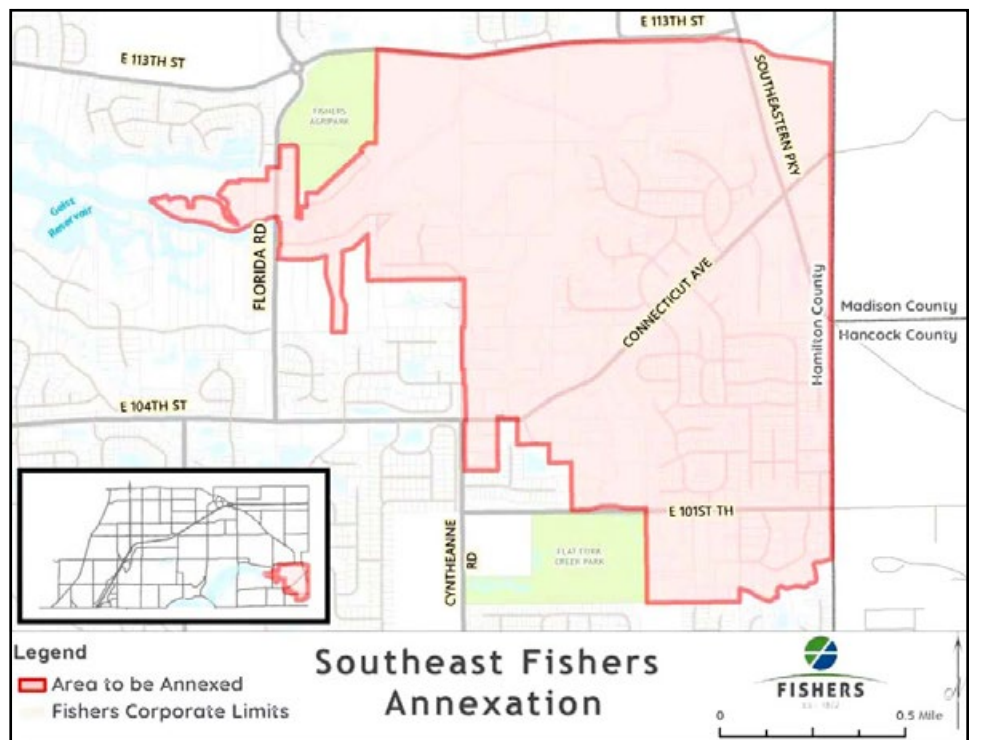 E 113TH ST
E 113TH ST
FISHERS
AGRIPARK
SOUTHEASTERN PKY
Geist
Reservoir
FLORIDA RD
CONNECTICUT AVE
Hamilton County
Madison County
Hancock County
E 104TH ST
E 101ST TH
CYNTHEANNE
RD
FLAT FORK
CREEK PARK
Legend
Area to be Annexed
Fishers Corporate Limits
Southeast Fishers
Annexation
FISHERS
0
0.5 Mile